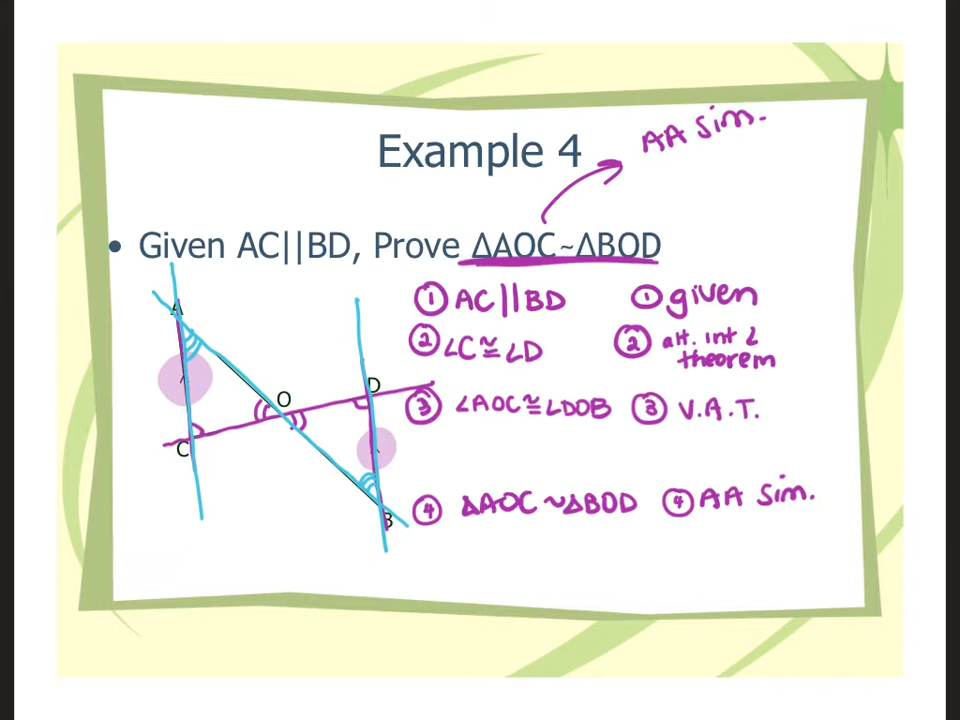 Example 4
AA sim.
• Given AC||BD, Prove ΔAOC~ΔBOD
① AC||BD ① given
② ∠C≅∠D ② alt. int ∠ theorem
③ ∠AOC≅∠DOB ③ V.A.T.
④ ΔAOC~ΔBOD ④ AA sim.
A
O
D
C
B